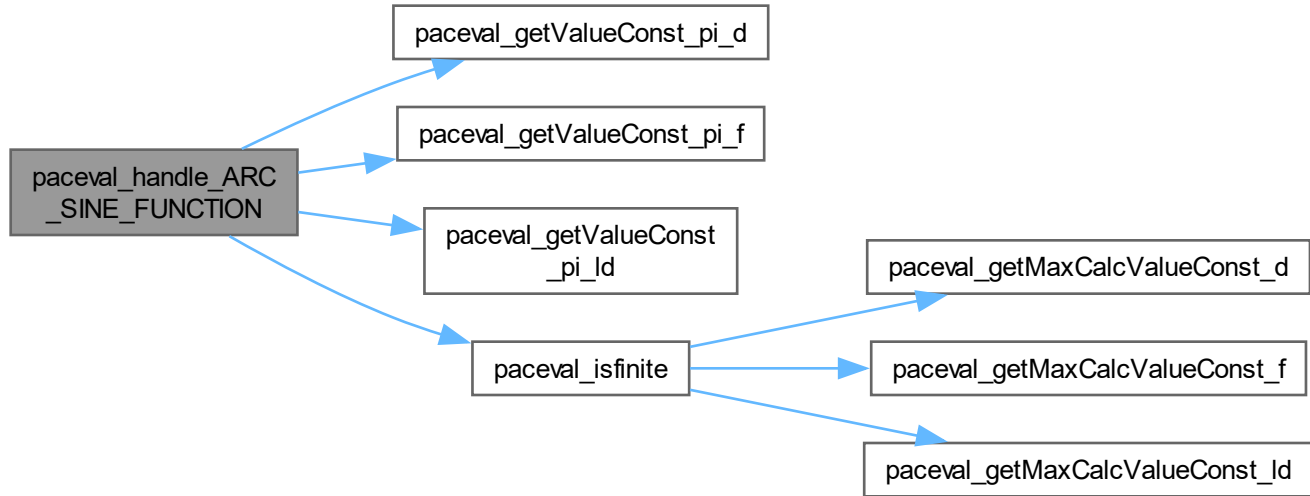 paceval_getValueConst_pi_d
paceval_getValueConst_pi_f
paceval_handle_ARC
_SINE_FUNCTION
paceval_getValueConst
_pi_ld
paceval_getMaxCalcValueConst_d
paceval_isfinite
paceval_getMaxCalcValueConst_f
paceval_getMaxCalcValueConst_ld